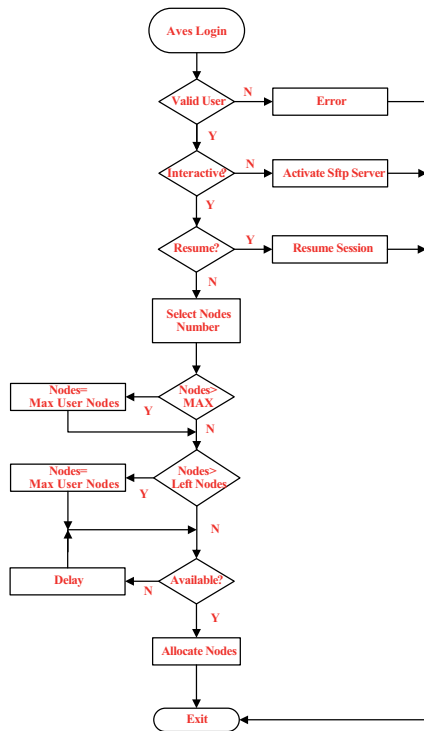 Aves Login
Valid User
N
Error
Y
Interactive?
N
Activate Sftp Server
Y
Resume?
Y
Resume Session
N
Select Nodes
Number
Nodes=
Max User Nodes
Y
Nodes>
MAX
N
Nodes=
Max User Nodes
Y
Nodes>
Left Nodes
N
Delay
N
Available?
Y
Allocate Nodes
Exit